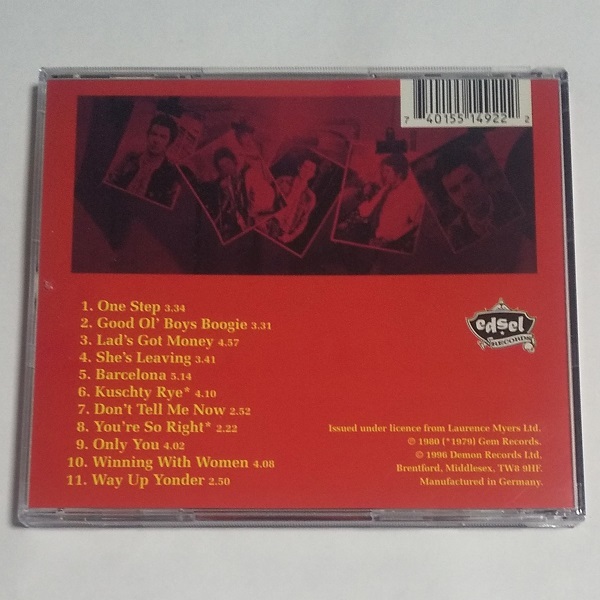 7 40155 14922 2
1. One Step 3.34
2. Good Ol' Boys Boogie 3.31
3. Lad's Got Money 4.57
4. She's Leaving 3.41
5. Barcelona 5.14
6. Kuschty Rye* 4.10
7. Don't Tell Me Now 2.52
8. You're So Right* 2.22
9. Only You 4.02
10. Winning With Women 4.08
11. Way Up Yonder 2.50
edsel
RECORDS
Issued under licence from Laurence Myers Ltd.
℗ 1980 (*1979) Gem Records.
© 1996 Demon Records Ltd.
Brentford, Middlesex, TW8 9HF.
Manufactured in Germany.